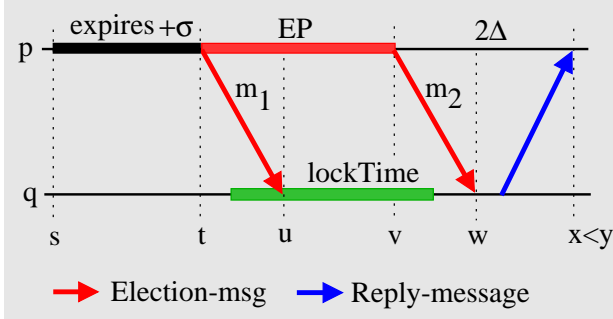 expires+σ EP 2Δ
p
m1 m2
lockTime
q
s t u v w x<y
Election-msg Reply-message